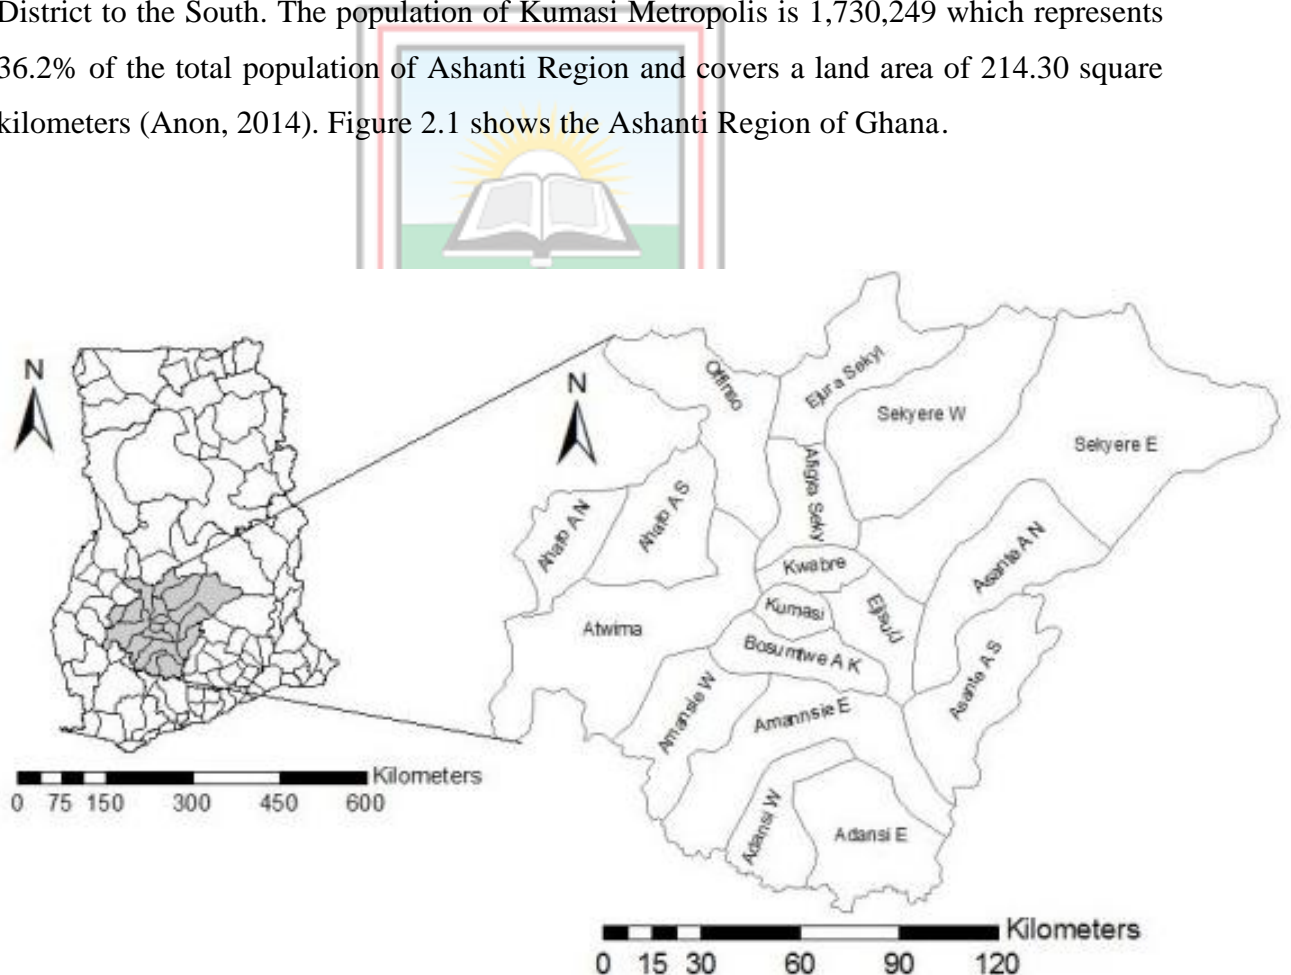 District to the South. The population of Kumasi Metropolis is 1,730,249 which represents
36.2% of the total population of Ashanti Region and covers a land area of 214.30 square
kilometers (Anon, 2014). Figure 2.1 shows the Ashanti Region of Ghana.
N
Kilometers
0 75 150 300 450 600
N
Offinso
Ejura Sekyl
Sekyere W
Sekyere E
Afigya Seky
Ahafo A N
Ahafo A S
Asante A N
Kwabre
Kumasi
Ejisu/J
Atwima
Bosumtwe A K
Asante A S
Amansie W
Amannsie E
Adansi W
Adansi E
Kilometers
0 15 30 60 90 120